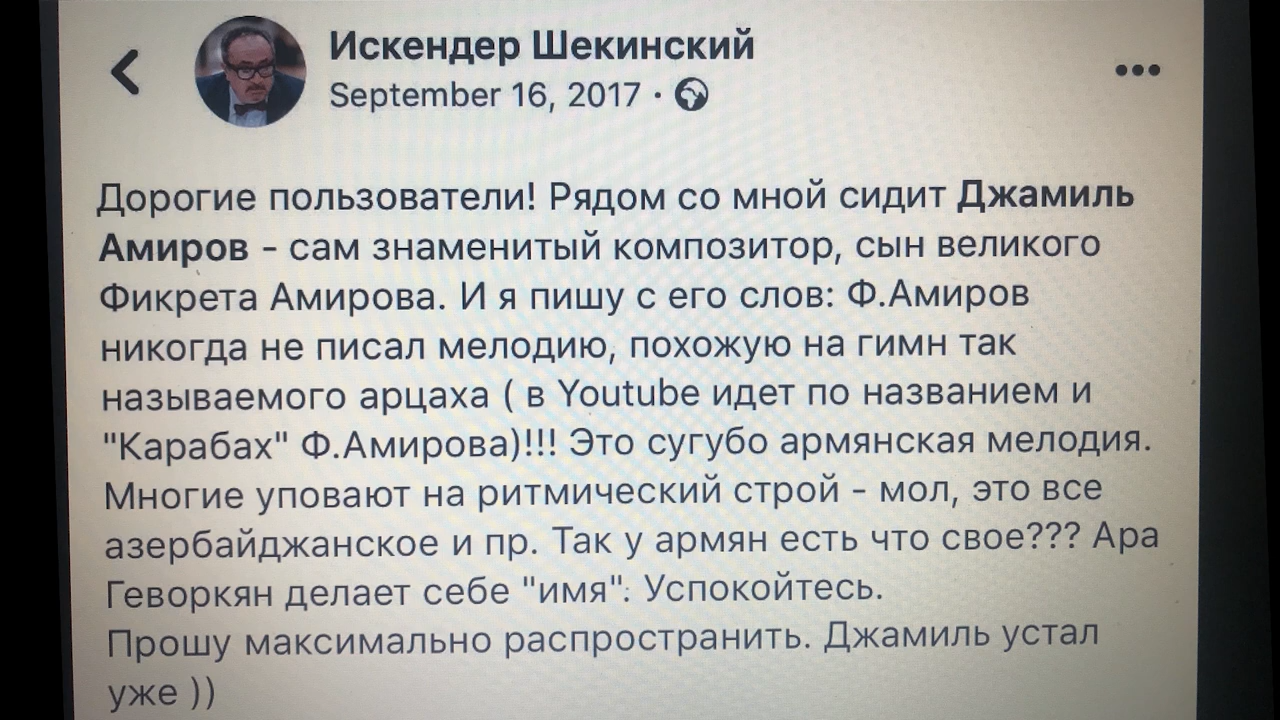 Искендер Шекинский
September 16, 2017 ·
Дорогие пользователи! Рядом со мной сидит Джамиль
Амиров - сам знаменитый композитор, сын великого
Фикрета Амирова. И я пишу с его слов: Ф.Амиров
никогда не писал мелодию, похожую на гимн так
называемого арцаха ( в Youtube идет по названием и
"Карабах" Ф.Амирова)!!! Это сугубо армянская мелодия.
Многие уповают на ритмический строй - мол, это все
азербайджанское и пр. Так у армян есть что свое??? Ара
Геворкян делает себе "имя". Успокойтесь.
Прошу максимально распространить. Джамиль устал
уже ))